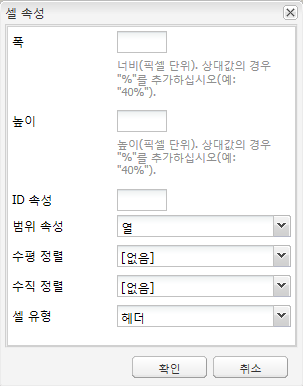 셀 속성
폭
너비(픽셀 단위). 상대값의 경우
"%"를 추가하십시오(예:
"40%").
높이
높이(픽셀 단위). 상대값의 경우
"%"를 추가하십시오(예:
"40%").
ID 속성
범위 속성 열
수평 정렬 [없음]
수직 정렬 [없음]
셀 유형 헤더
확인 취소